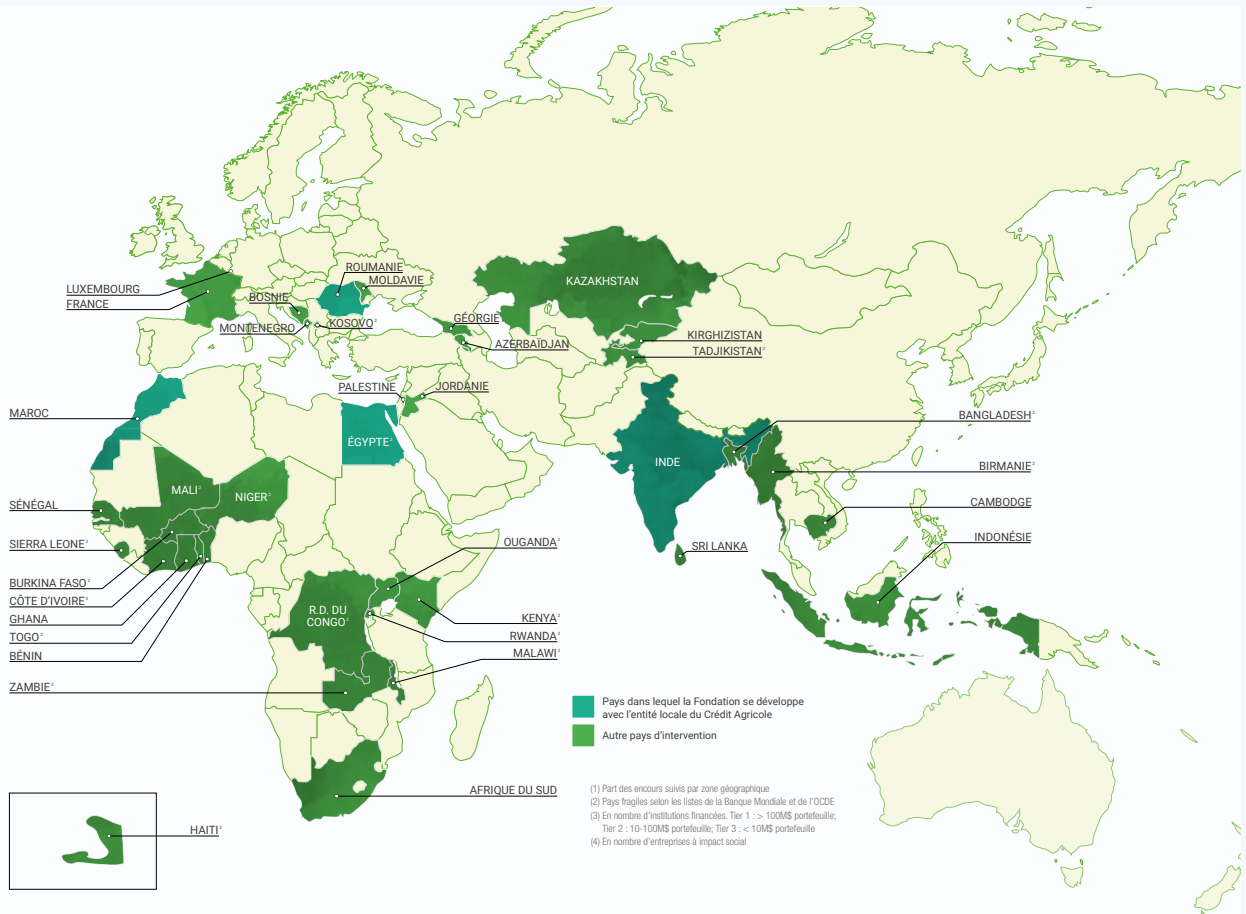 ROUMANIE
MOLDAVIE
LUXEMBOURG
FRANCE
BOSNIE
MONTENEGRO
KOSOVO²
GÉORGIE
AZERBAÏDJAN
KAZAKHSTAN
KIRGHIZISTAN
TADJIKISTAN²
PALESTINE
JORDANIE
MAROC
ÉGYPTE²
INDE
BANGLADESH²
BIRMANIE²
CAMBODGE
INDONÉSIE
SRI LANKA
MALI²
NIGER²
SÉNÉGAL
SIERRA LEONE²
BURKINA FASO²
CÔTE D'IVOIRE²
GHANA
TOGO²
BÉNIN
OUGANDA²
R.D. DU
CONGO²
KENYA²
RWANDA²
MALAWI²
ZAMBIE²
AFRIQUE DU SUD
HAITI²
Pays dans lequel la Fondation se développe
avec l'entité locale du Crédit Agricole
Autre pays d'intervention
(1) Part des encours suivis par zone géographique
(2) Pays fragiles selon les listes de la Banque Mondiale et de l'OCDE
(3) En nombre d'institutions financées. Tier 1 : > 100M$ portefeuille;
Tier 2 : 10-100M$ portefeuille; Tier 3 : < 10M$ portefeuille
(4) En nombre d'entreprises à impact social